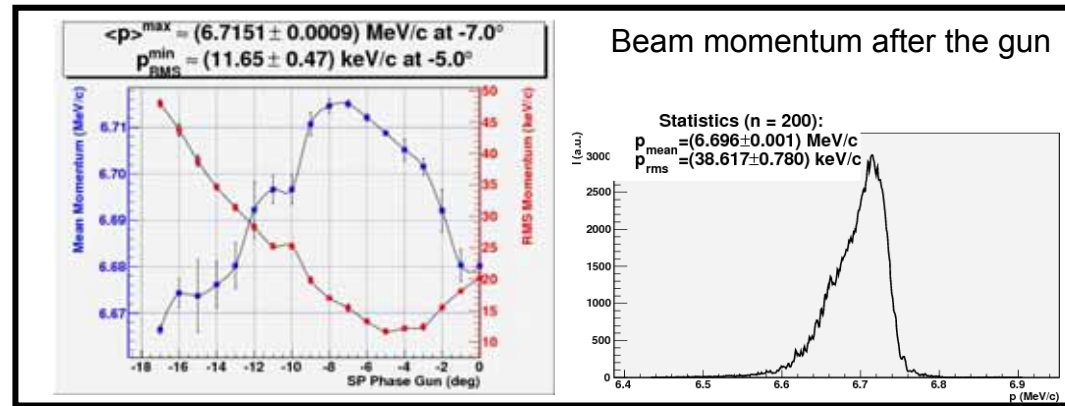 <p>max = (6.7151± 0.0009) MeV/c at -7.0°
pmin RMS = (11.65± 0.47) keV/c at -5.0°
Mean Momentum (MeV/c)
6.71
6.70
6.69
6.68
6.67
50
45
40
35
30
25
20
15
10
RMS Momentum (keV/c)
-18 -16 -14 -12 -10 -8 -6 -4 -2 0
SP Phase Gun (deg)
Beam momentum after the gun
Statistics (n = 200):
pmean=(6.696±0.001) MeV/c
prms=(38.617±0.780) keV/c
I (a.u.)
3000
2500
2000
1500
1000
500
0
6.4 6.5 6.6 6.7 6.8 6.9
p (MeV/c)